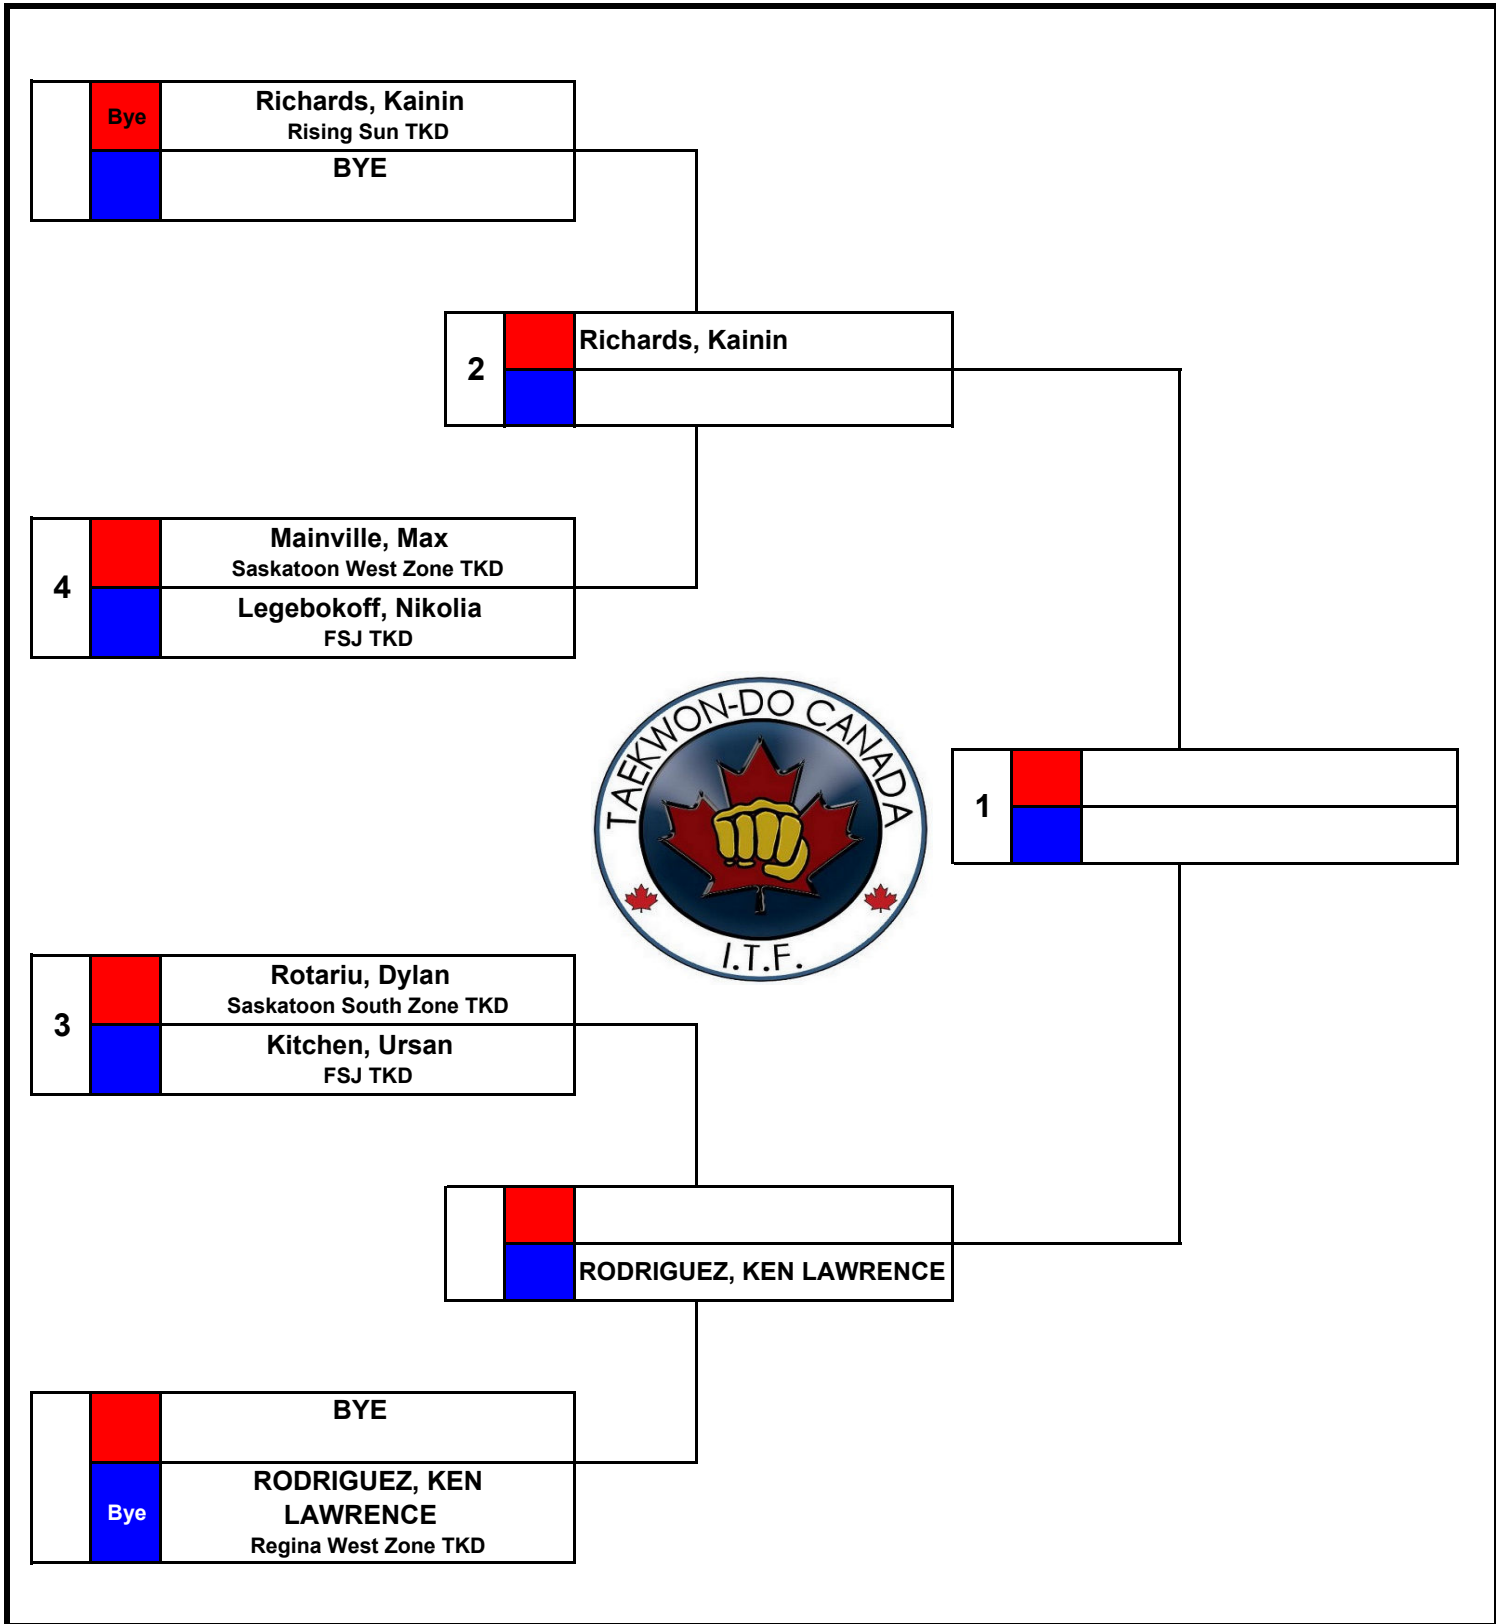 Bye
Richards, Kainin
Rising Sun TKD
BYE
2
Richards, Kainin
4
Mainville, Max
Saskatoon West Zone TKD
Legebokoff, Nikolia
FSJ TKD
TAEKWON-DO CANADA
I.T.F.
1
3
Rotariu, Dylan
Saskatoon South Zone TKD
Kitchen, Ursan
FSJ TKD
RODRIGUEZ, KEN LAWRENCE
BYE
Bye
RODRIGUEZ, KEN
LAWRENCE
Regina West Zone TKD